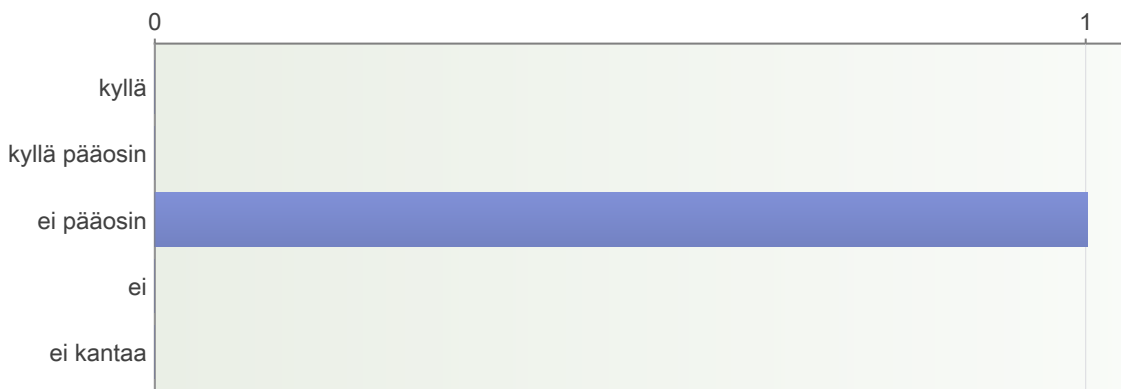 0 1
kyllä
kyllä pääosin
ei pääosin
ei
ei kantaa